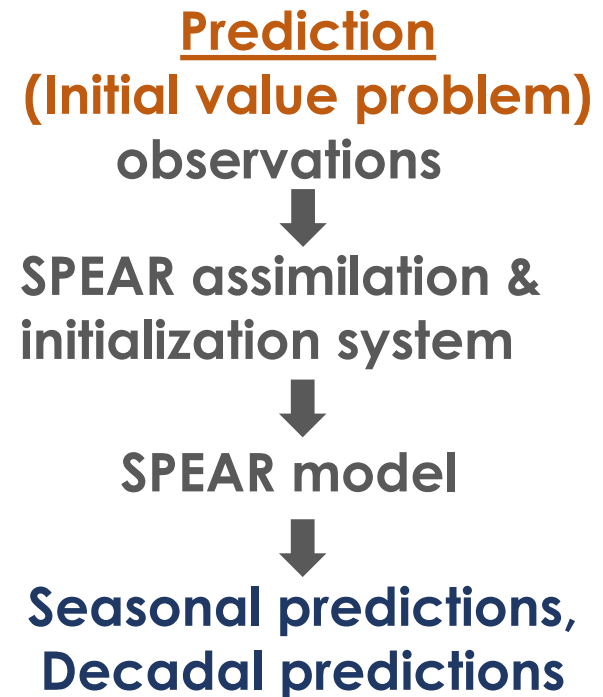 Prediction
(Initial value problem)
observations
SPEAR assimilation &
initialization system
SPEAR model
Seasonal predictions,
Decadal predictions